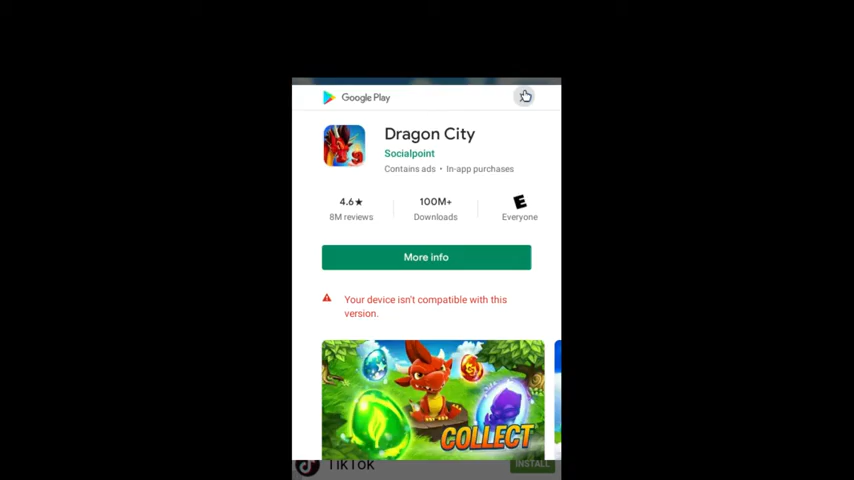 Google Play
Dragon City
Socialpoint
Contains ads • In-app purchases
4.6★ 100M+ E
8M reviews Downloads Everyone
More info
Your device isn't compatible with this
version.
COLLECT
TikTok INSTALL